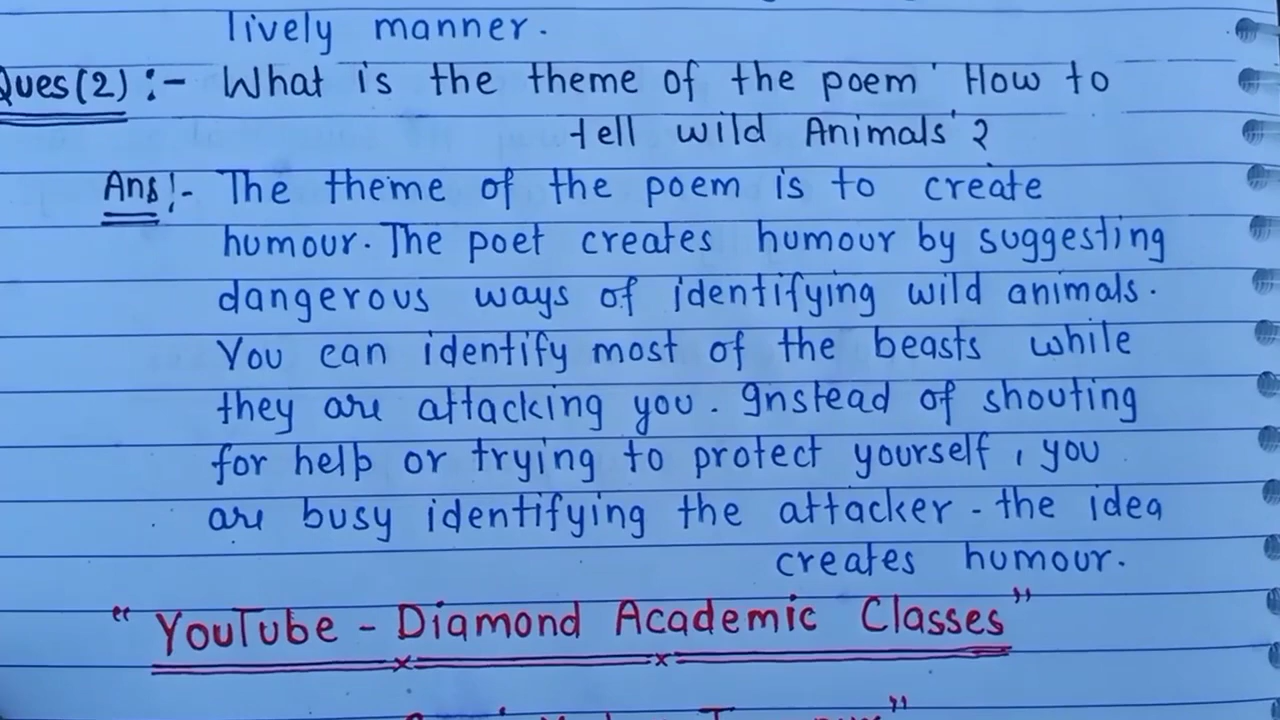 lively manner.
Ques(2) :- What is the theme of the poem 'How to
tell wild Animals'?
Ans!- The theme of the poem is to create
humour. The poet creates humour by suggesting
dangerous ways of identifying wild animals.
You can identify most of the beasts while
they are attacking you. Instead of shouting
for help or trying to protect yourself, you
are busy identifying the attacker - the idea
creates humour.
"YouTube - Diamond Academic Classes"